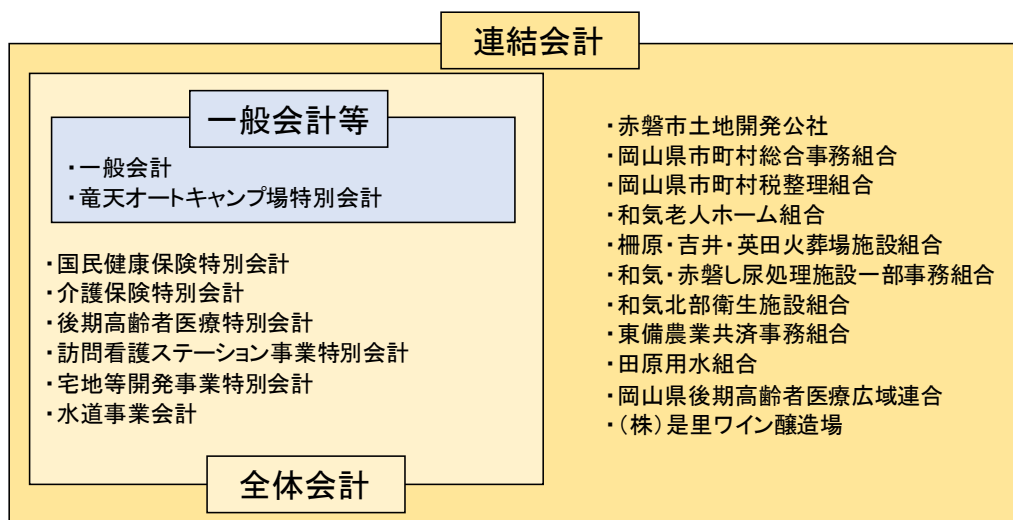 連結会計
一般会計等
・一般会計
・竜天オートキャンプ場特別会計
・国民健康保険特別会計
・介護保険特別会計
・後期高齢者医療特別会計
・訪問看護ステーション事業特別会計
・宅地等開発事業特別会計
・水道事業会計
全体会計
・赤磐市土地開発公社
・岡山県市町村総合事務組合
・岡山県市町村税整理組合
・和気老人ホーム組合
・柵原・吉井・英田火葬場施設組合
・和気・赤磐し尿処理施設一部事務組合
・和気北部衛生施設組合
・東備農業共済事務組合
・田原用水組合
・岡山県後期高齢者医療広域連合
・（株）是里ワイン醸造場